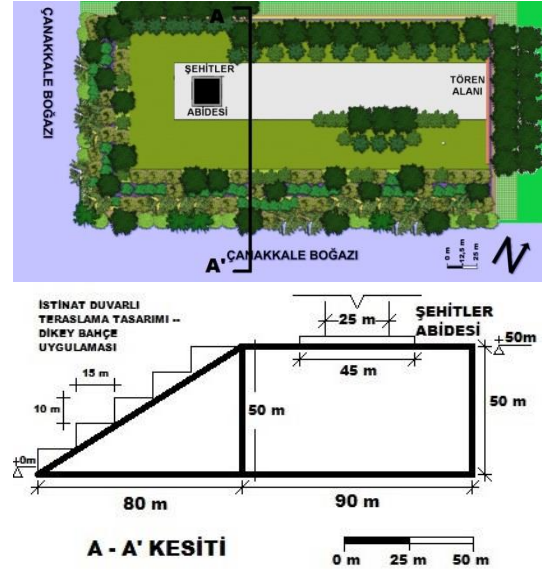 A
ÇANAKKALE BOĞAZI
ŞEHİTLER
ABİDESİ
TÖREN
ALANI
A'
ÇANAKKALE BOĞAZI
0 m
12,5 m
25 m
N
İSTİNAT DUVARLI
TERASLAMA TASARIMI --
DİKEY BAHÇE
UYGULAMASI
25 m
ŞEHİTLER
ABİDESİ
+50m
15 m
45 m
10 m
50 m
50 m
+0m
80 m
90 m
A - A' KESİTİ
0 m 25 m 50 m